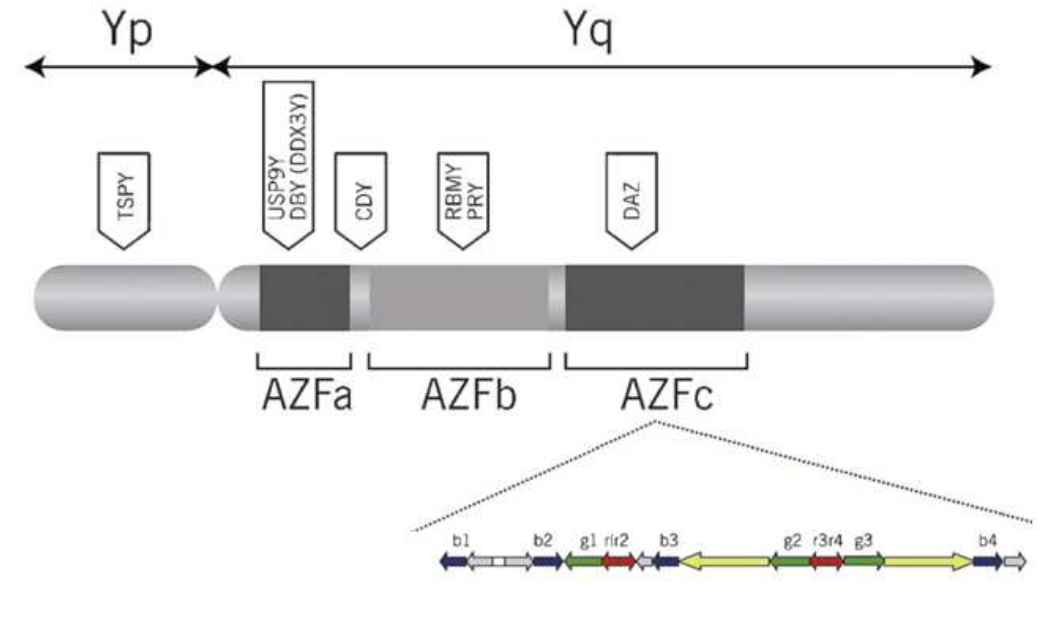 Yp
Yq
TSPY
USP9Y
DBY (DDX3Y)
CDY
RBMY
PRY
DAZ
AZFa
AZFb
AZFc
b1
b2
g1
r1r2
b3
g2
r3r4
g3
b4